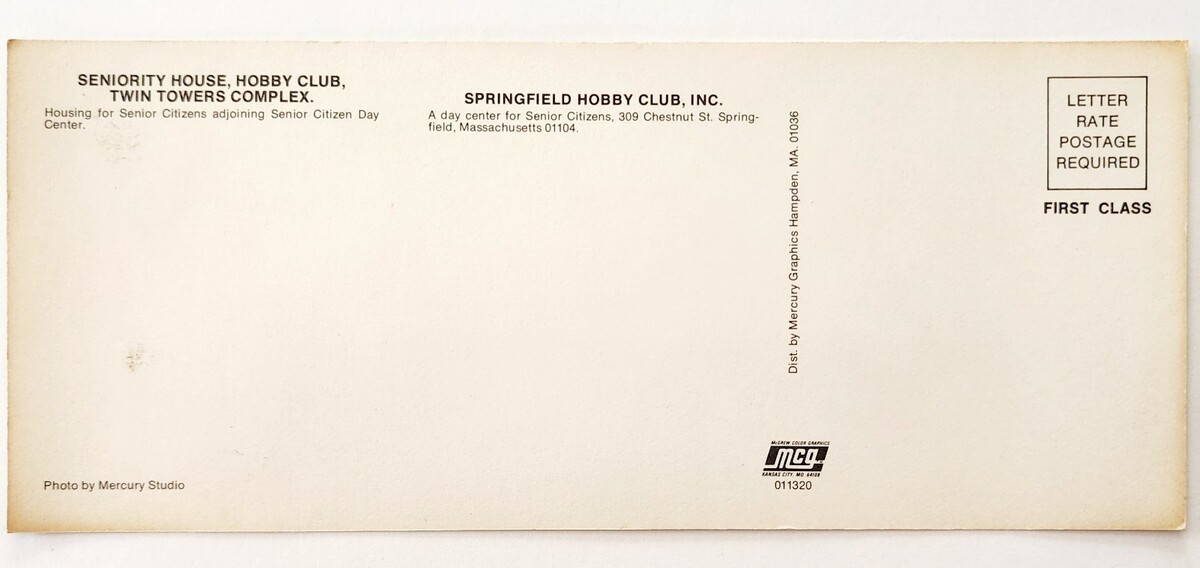 SENIORITY HOUSE, HOBBY CLUB,
TWIN TOWERS COMPLEX.
Housing for Senior Citizens adjoining Senior Citizen Day
Center.
SPRINGFIELD HOBBY CLUB, INC.
A day center for Senior Citizens, 309 Chestnut St. Spring-
field, Massachusetts 01104.
Dist. by Mercury Graphics Hampden, MA. 01036
LETTER
RATE
POSTAGE
REQUIRED
FIRST CLASS
McGREW COLOR GRAPHICS
mcg
KANSAS CITY, MO. 64108
011320
Photo by Mercury Studio